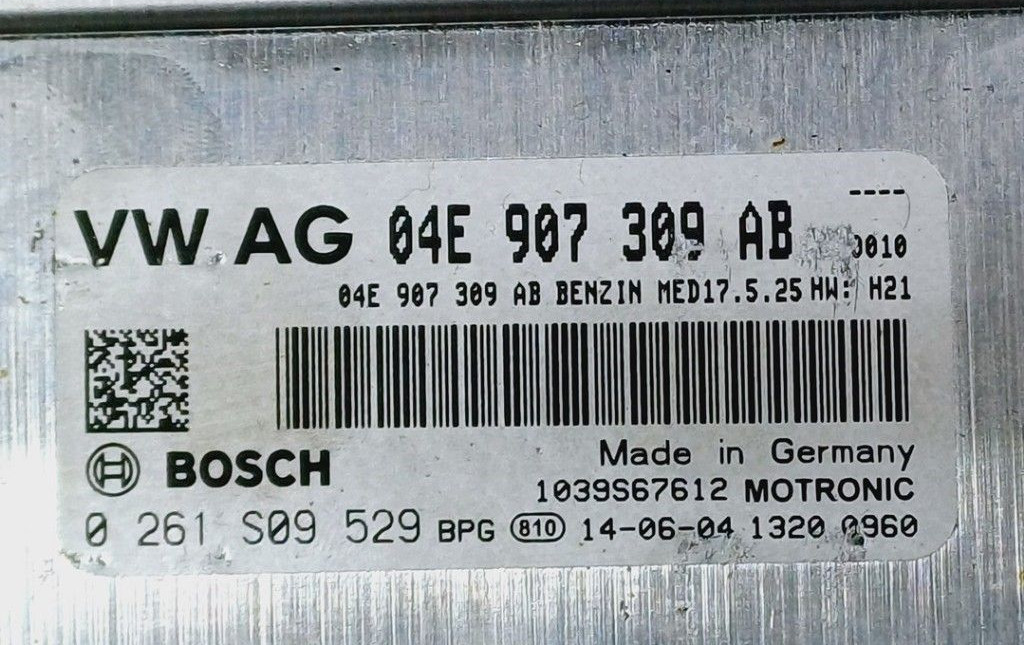 ----
VW AG 04E 907 309 AB 0010
04E 907 309 AB BENZIN MED17.5.25 HW: H21
BOSCH Made in Germany
1039S67612 MOTRONIC
0 261 S09 529 BPG 810 14-06-04 1320 0960